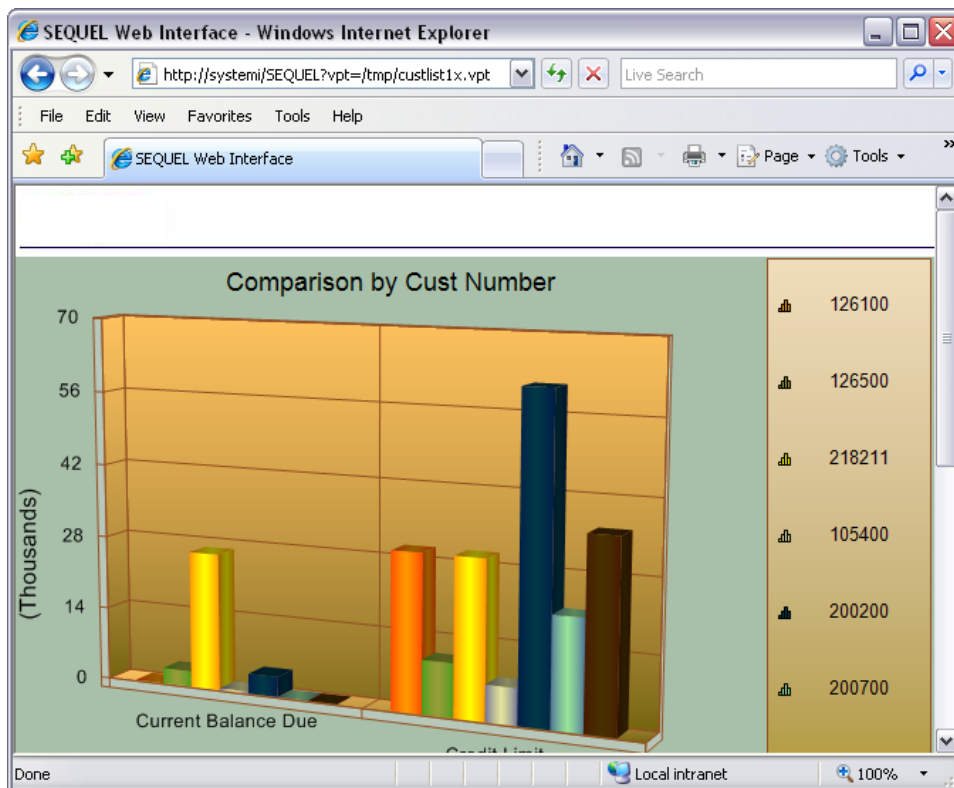 SEQUEL Web Interface - Windows Internet Explorer
http://systemi/SEQUEL?vpt=/tmp/custlist1x.vpt
Live Search
File Edit View Favorites Tools Help
SEQUEL Web Interface
Page Tools
Comparison by Cust Number
(Thousands)
70
56
42
28
14
0
Current Balance Due
Credit Limit
126100
126500
218211
105400
200200
200700
Done
Local intranet
100%